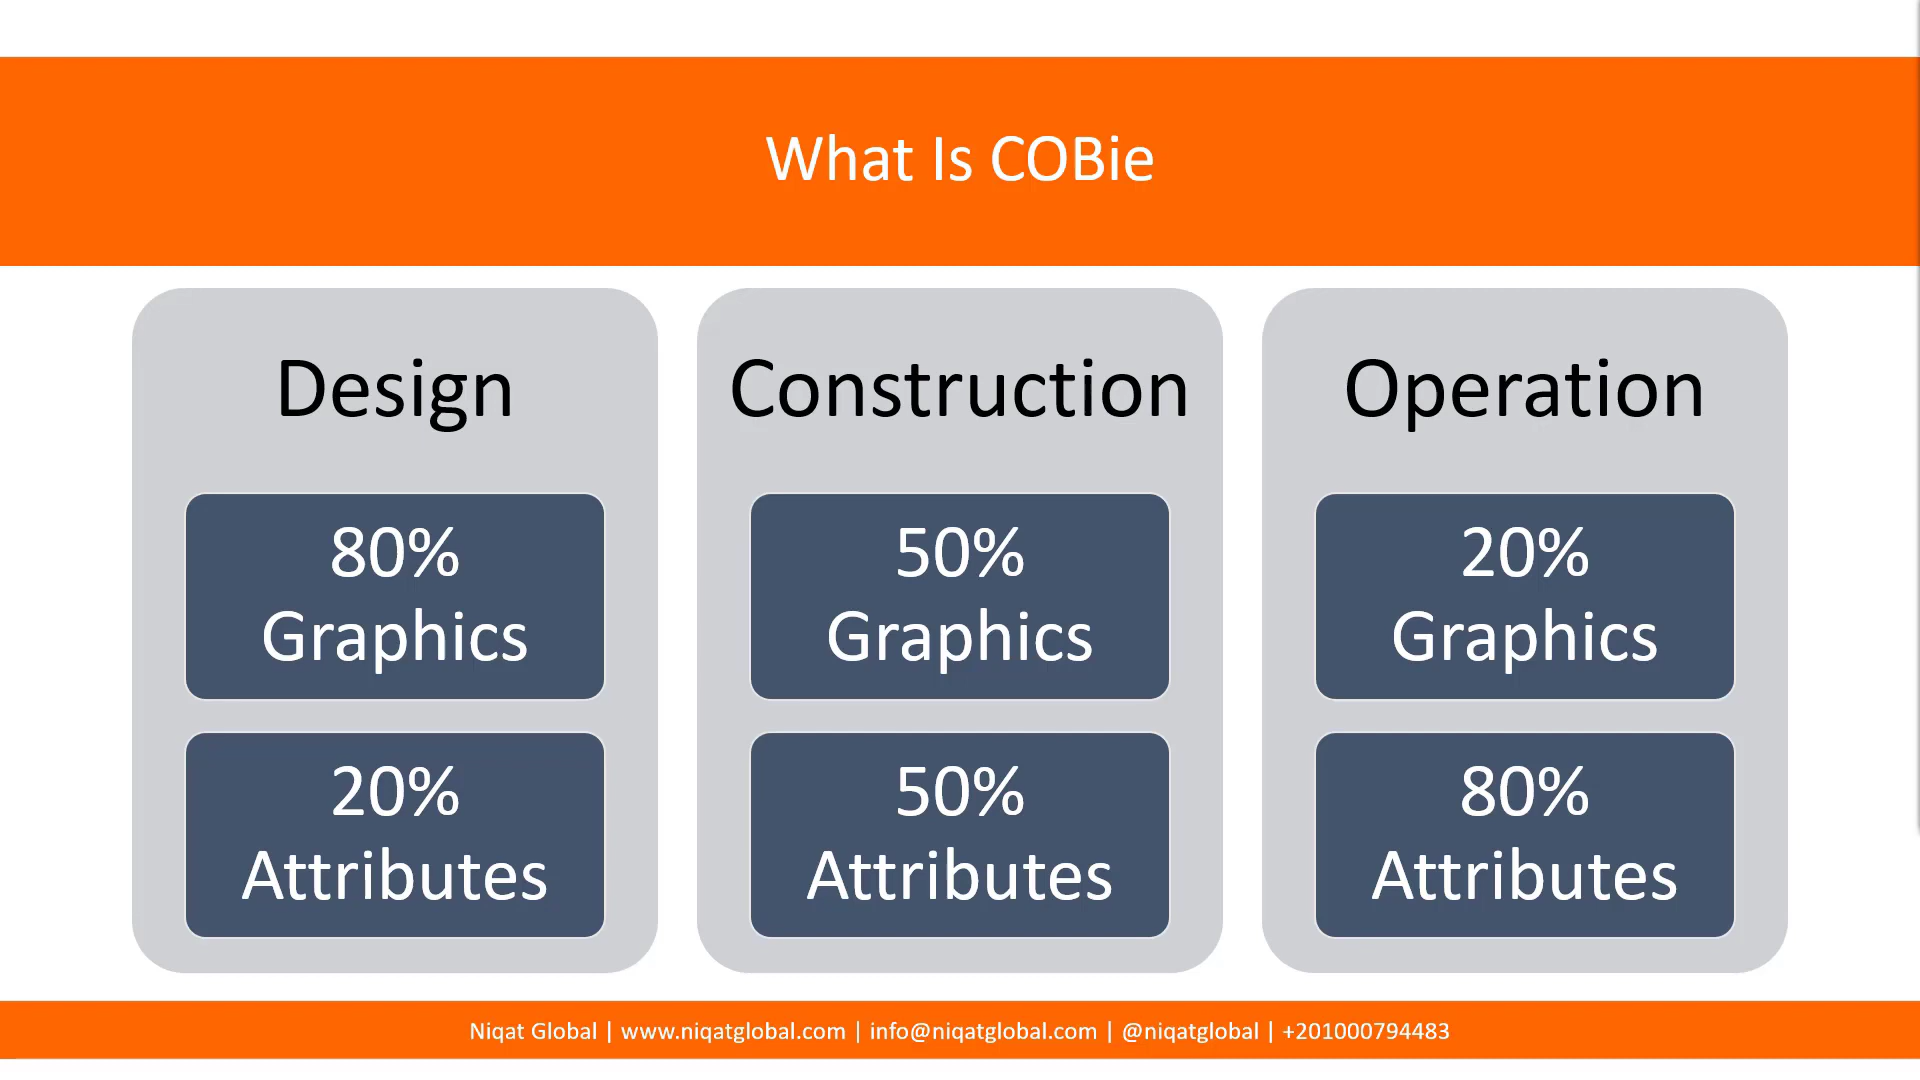 What Is COBie
Design
80%
Graphics
20%
Attributes
Construction
50%
Graphics
50%
Attributes
Operation
20%
Graphics
80%
Attributes
Niqat Global | www.niqatglobal.com | info@niqatglobal.com | @niqatglobal | +201000794483